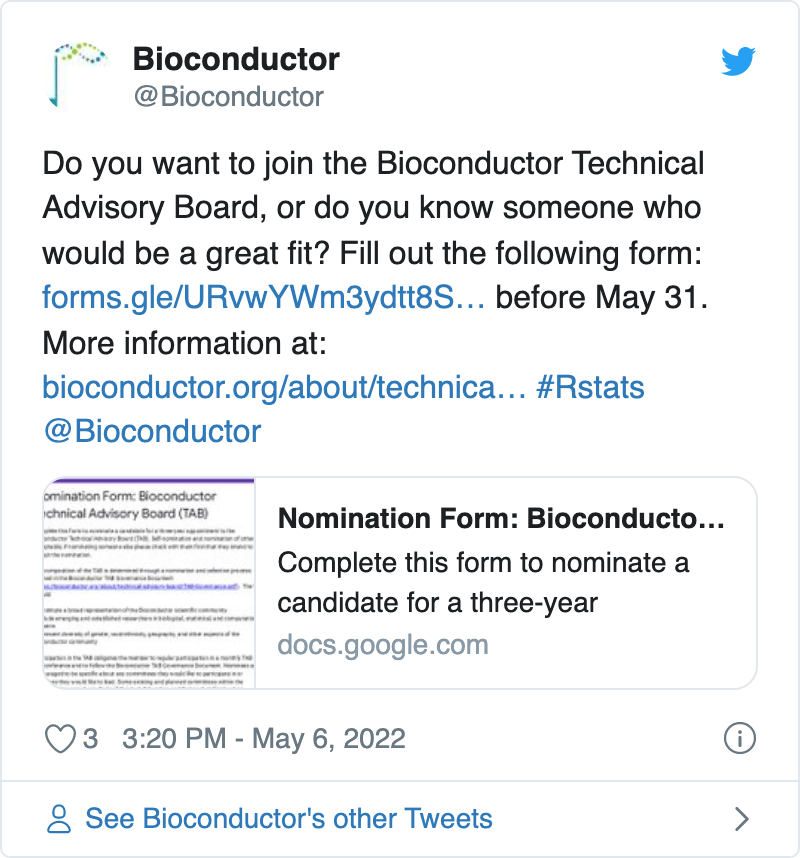 Bioconductor
@Bioconductor
Do you want to join the Bioconductor Technical
Advisory Board, or do you know someone who
would be a great fit? Fill out the following form:
forms.gle/URvwYWm3ydtt8S… before May 31.
More information at:
bioconductor.org/about/technica… #Rstats
@Bioconductor
omination Form: Bioconductor
chnical Advisory Board (TAB)
Nomination Form: Bioconducto…
Complete this form to nominate a
candidate for a three-year
docs.google.com
3 3:20 PM - May 6, 2022
See Bioconductor's other Tweets